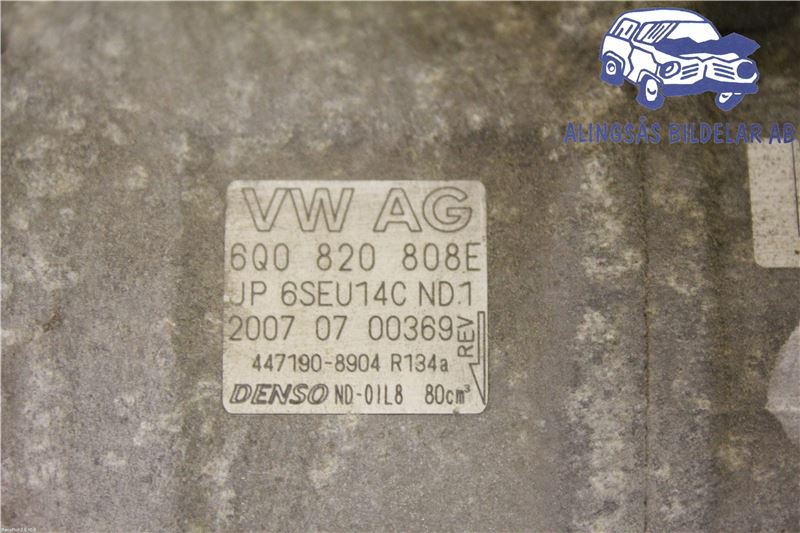 ALINGSÅS BILDELAR AB
VW AG
6Q0 820 808E
JP 6SEU14C ND.1
2007 07 00369
REV
447190-8904 R134a
DENSO ND-OIL8 80cm³